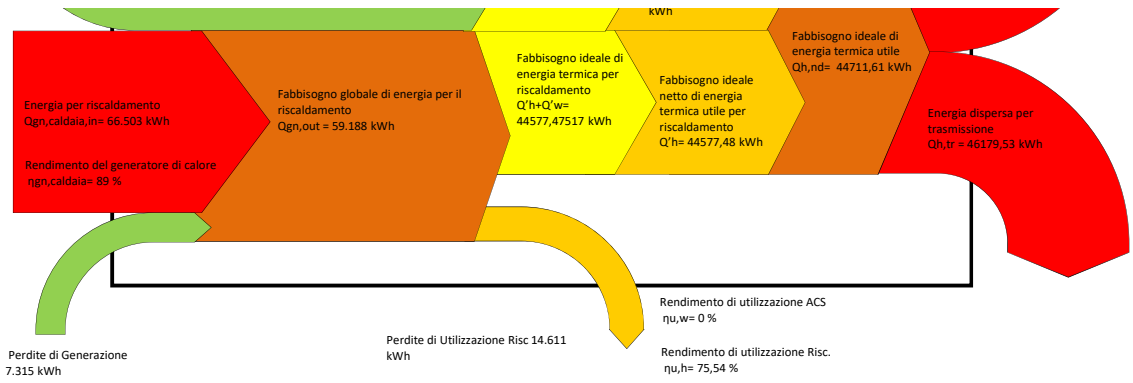 kWh
Energia per riscaldamento
Qgn,caldaia,in= 66.503 kWh
Rendimento del generatore di calore
ηgn,caldaia= 89 %
Fabbisogno globale di energia per il
riscaldamento
Qgn,out = 59.188 kWh
Fabbisogno ideale di
energia termica per
riscaldamento
Q'h+Q'w=
44577,47517 kWh
Fabbisogno ideale
netto di energia
termica utile per
riscaldamento
Q'h= 44577,48 kWh
Fabbisogno ideale di
energia termica utile
Qh,nd= 44711,61 kWh
Energia dispersa per
trasmissione
Qh,tr = 46179,53 kWh
Perdite di Generazione
7.315 kWh
Perdite di Utilizzazione Risc 14.611
kWh
Rendimento di utilizzazione ACS
ηu,w= 0 %
Rendimento di utilizzazione Risc.
ηu,h= 75,54 %